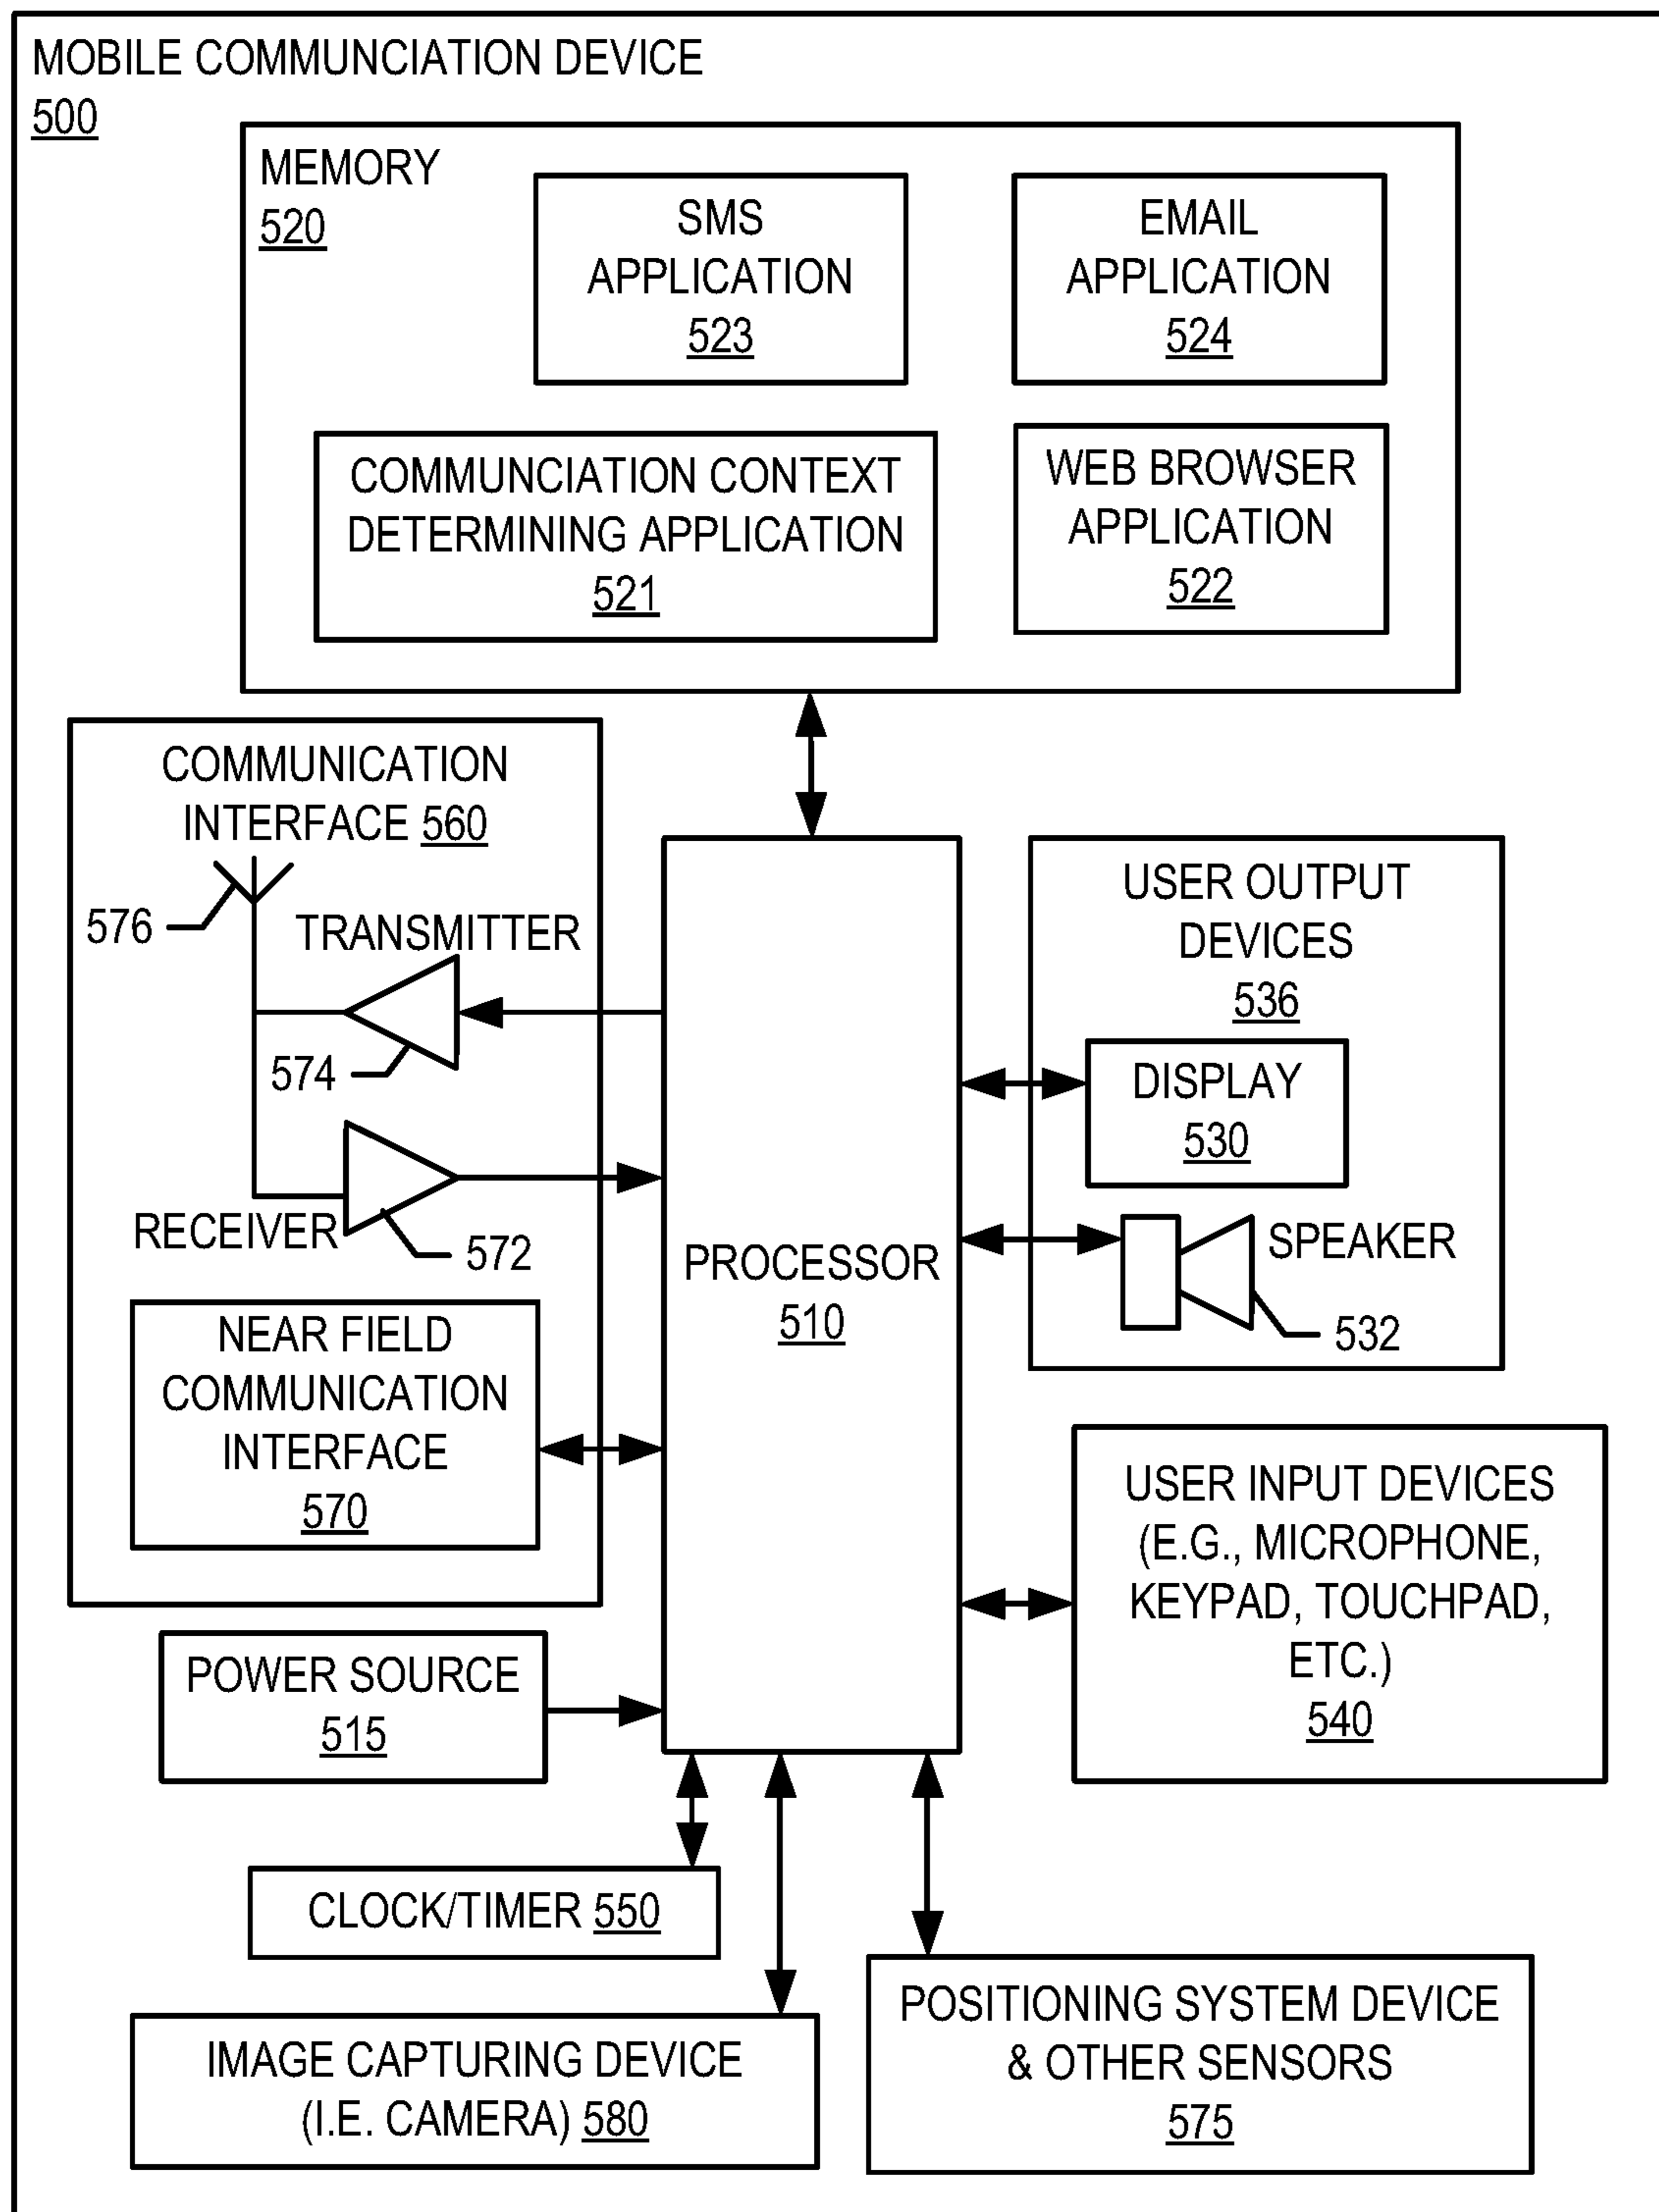 MOBILE COMMUNCIATION DEVICE
500
MEMORY
520
SMS
APPLICATION
523
EMAIL
APPLICATION
524
COMMUNCIATION CONTEXT
DETERMINING APPLICATION
521
WEB BROWSER
APPLICATION
522
COMMUNICATION
INTERFACE 560
576
TRANSMITTER
574
RECEIVER
572
NEAR FIELD
COMMUNICATION
INTERFACE
570
PROCESSOR
510
USER OUTPUT
DEVICES
536
DISPLAY
530
SPEAKER
532
USER INPUT DEVICES
(E.G., MICROPHONE,
KEYPAD, TOUCHPAD,
ETC.)
540
POWER SOURCE
515
CLOCK/TIMER 550
IMAGE CAPTURING DEVICE
(I.E. CAMERA) 580
POSITIONING SYSTEM DEVICE
& OTHER SENSORS
575